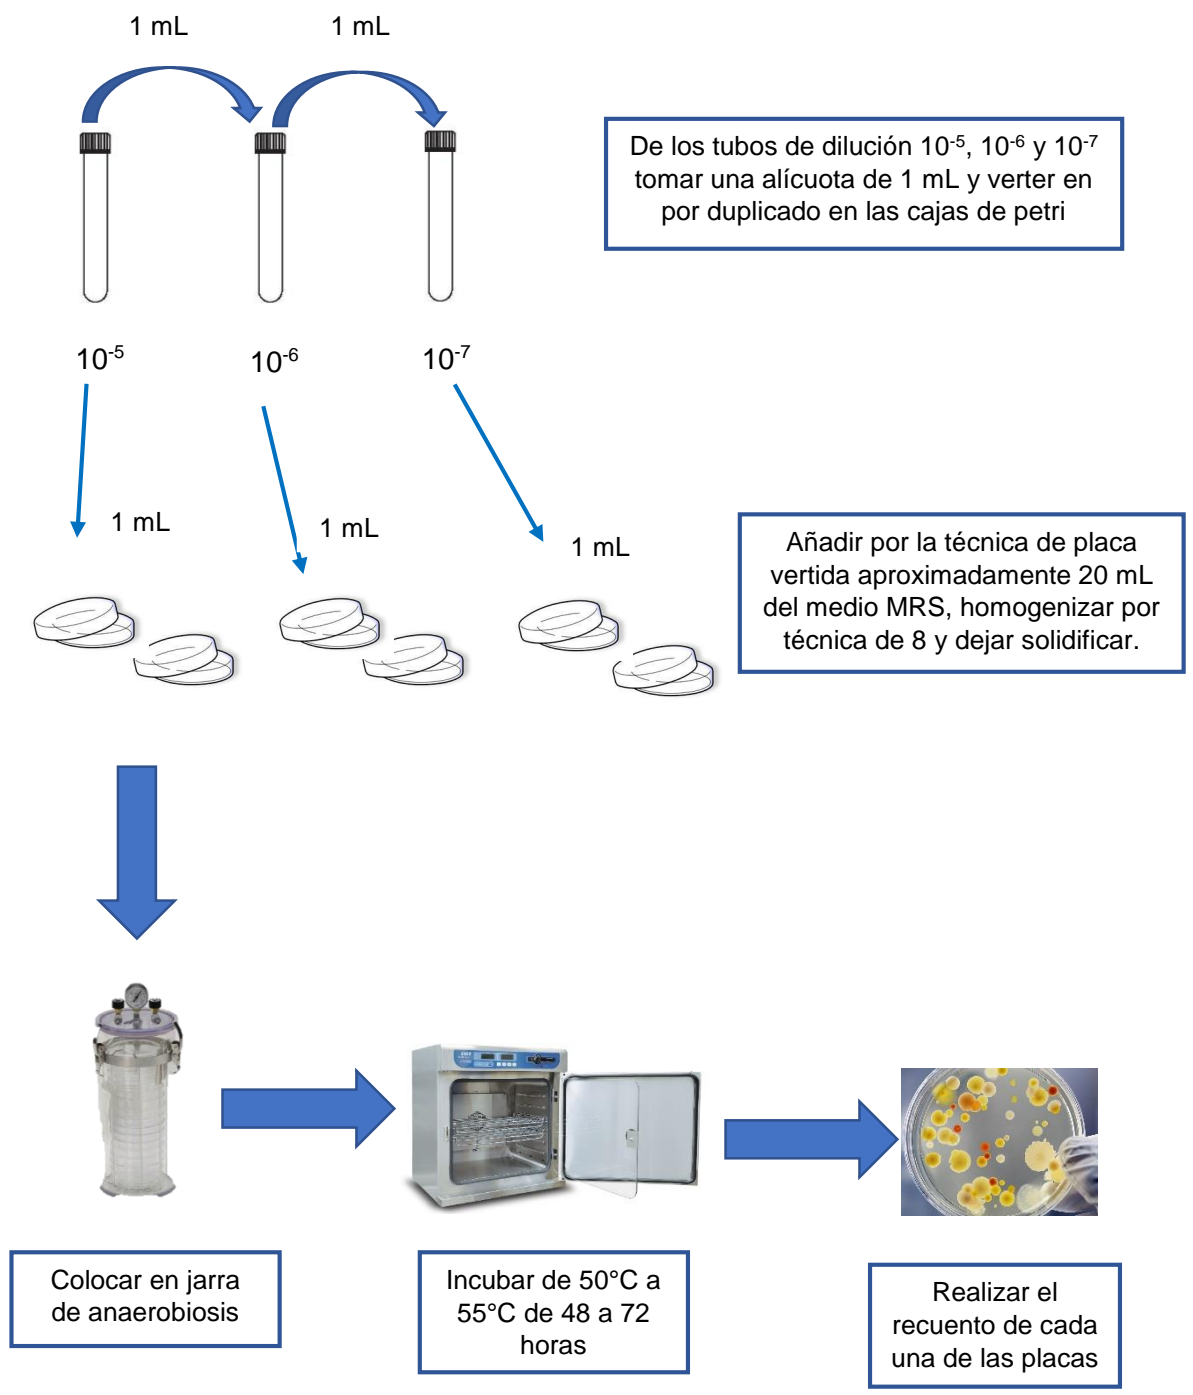 1 mL
1 mL
De los tubos de dilución 10⁻⁵, 10⁻⁶ y 10⁻⁷
tomar una alícuota de 1 mL y verter en
por duplicado en las cajas de petri
10⁻⁵
10⁻⁶
10⁻⁷
1 mL
1 mL
1 mL
Añadir por la técnica de placa
vertida aproximadamente 20 mL
del medio MRS, homogenizar por
técnica de 8 y dejar solidificar.
Colocar en jarra
de anaerobiosis
Incubar de 50°C a
55°C de 48 a 72
horas
Realizar el
recuento de cada
una de las placas